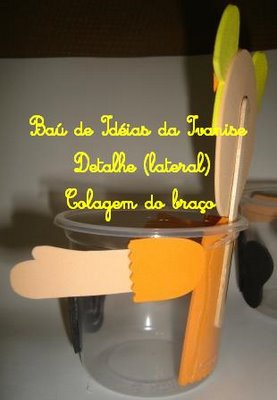 Baú de Idéias da Ivanise
Detalhe (lateral)
Colagem do braço